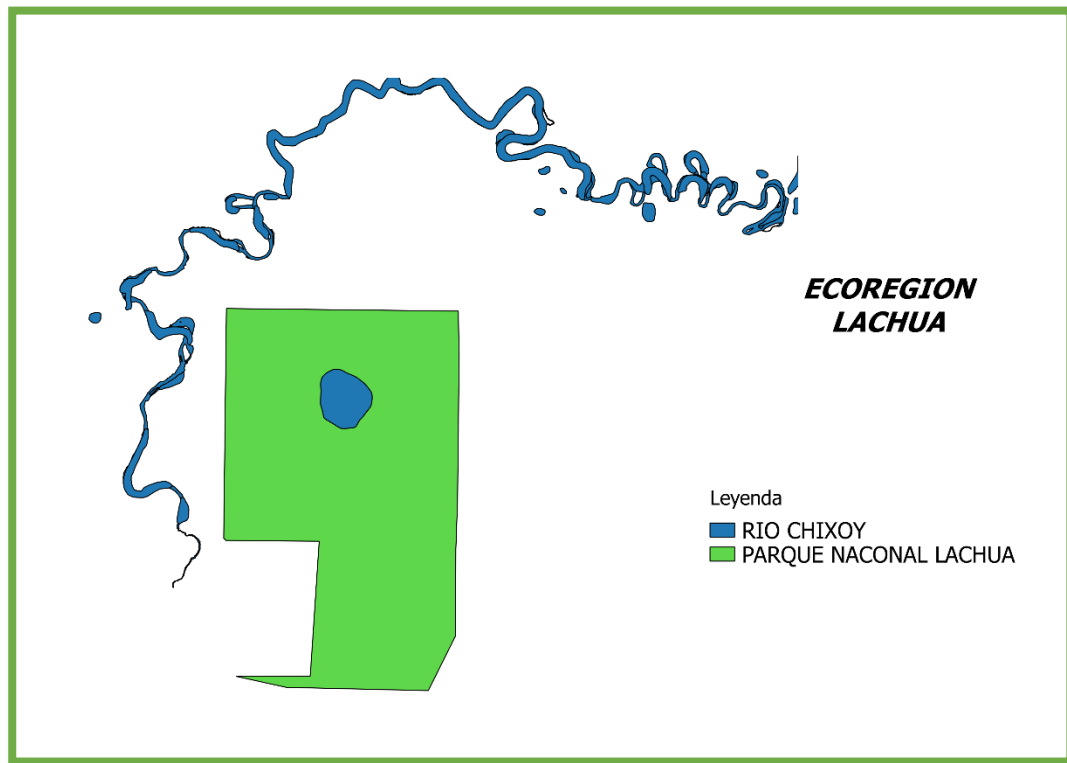 ECOREGION
LACHUA
Leyenda
RIO CHIXOY
PARQUE NACONAL LACHUA